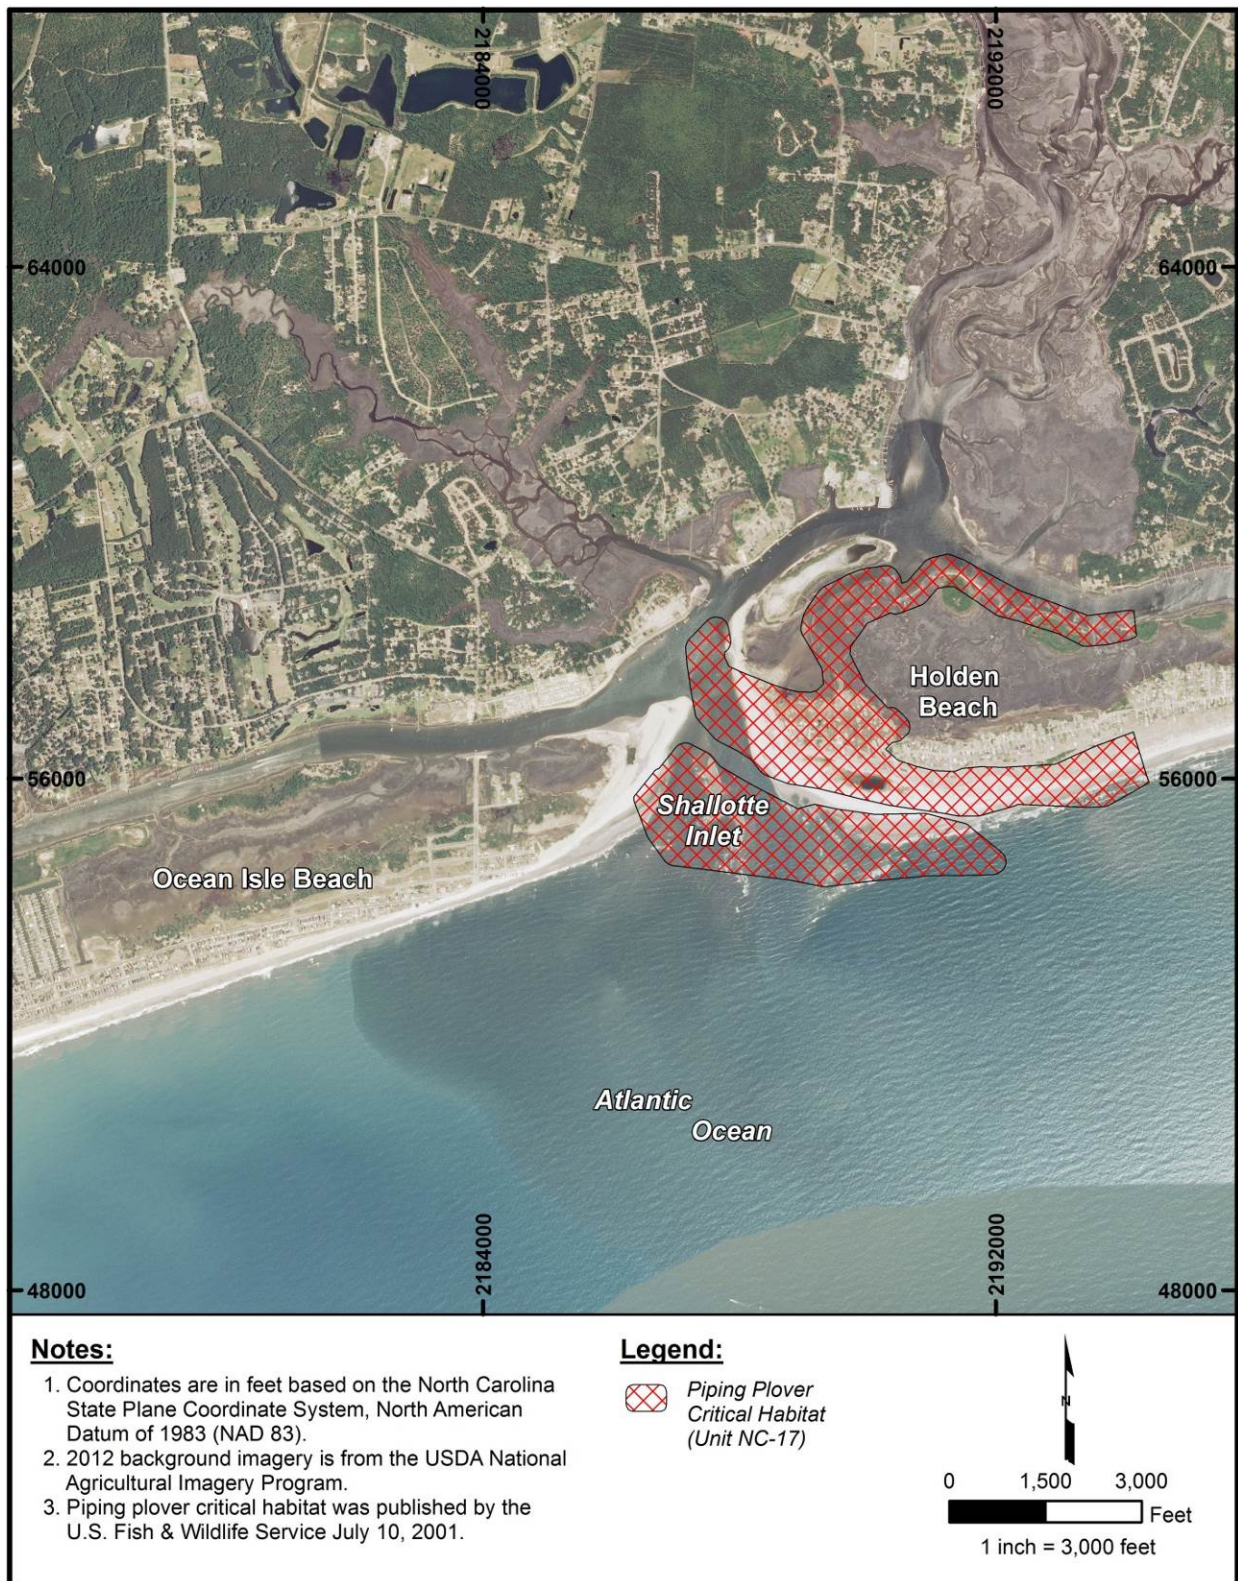 2184000
2192000
64000
64000
Holden
Beach
56000
56000
Shallotte
Inlet
Ocean Isle Beach
Atlantic
Ocean
2184000
2192000
48000
48000
Notes:
1. Coordinates are in feet based on the North Carolina
State Plane Coordinate System, North American
Datum of 1983 (NAD 83).
2. 2012 background imagery is from the USDA National
Agricultural Imagery Program.
3. Piping plover critical habitat was published by the
U.S. Fish & Wildlife Service July 10, 2001.
Legend:
Piping Plover
Critical Habitat
(Unit NC-17)
N
0 1,500 3,000
Feet
1 inch = 3,000 feet